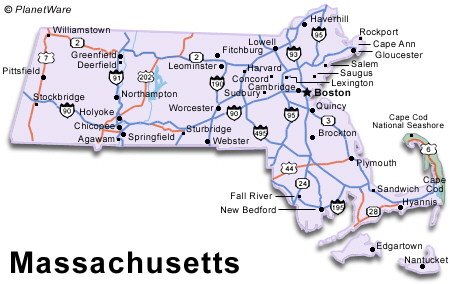 © PlanetWare
Williamstown
2
7
Greenfield
Deerfield
Pittsfield
91
202
Northampton
Stockbridge
90
Holyoke
Chicopee
Agawam
Springfield
2
Fitchburg
Leominster
190
Worcester
90
Sturbridge
Webster
Haverhill
495
93
95
Lowell
Rockport
Cape Ann
Gloucester
Salem
Saugus
Lexington
Harvard
Concord
Cambridge
Sudbury
Boston
90
95
Quincy
495
3
Brockton
44
Plymouth
24
Fall River
New Bedford
195
Cape Cod
National Seashore
6
Cape
Cod
Sandwich
Hyannis
28
Edgartown
Nantucket
Massachusetts